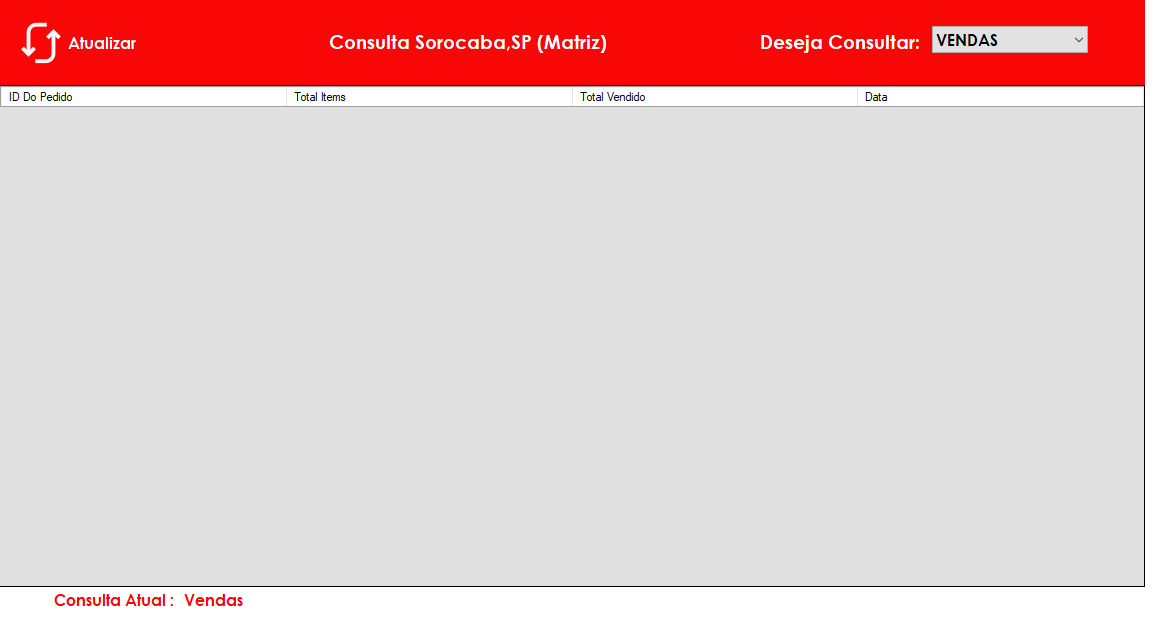 Atualizar
Consulta Sorocaba,SP (Matriz)
Deseja Consultar: VENDAS
ID Do Pedido Total Items Total Vendido Data
Consulta Atual : Vendas